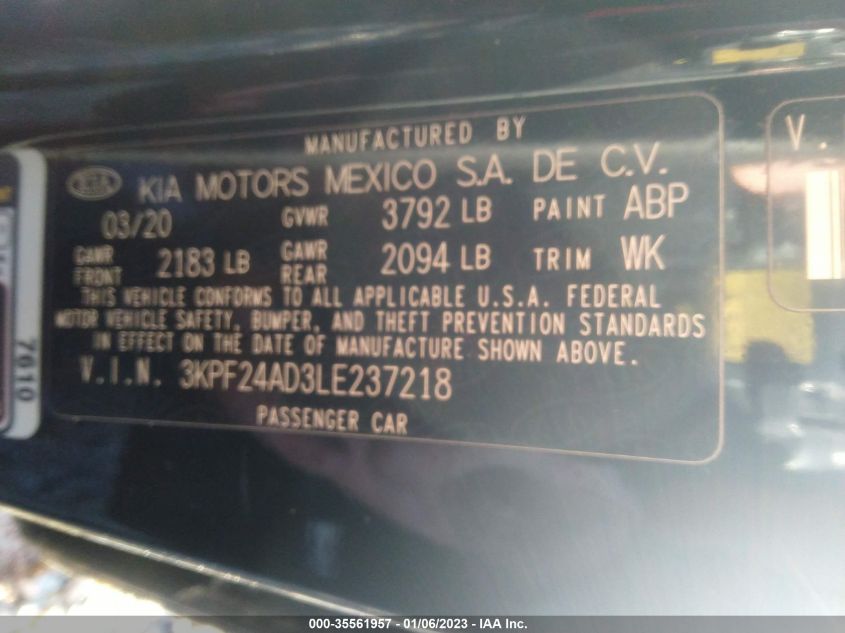 MANUFACTURED BY
KIA KIA MOTORS MEXICO S.A. DE C.V.
03/20 GVWR 3792 LB PAINT ABP
GAWR FRONT 2183 LB GAWR REAR 2094 LB TRIM WK
THIS VEHICLE CONFORMS TO ALL APPLICABLE U.S.A. FEDERAL
MOTOR VEHICLE SAFETY, BUMPER, AND THEFT PREVENTION STANDARDS
IN EFFECT ON THE DATE OF MANUFACTURE SHOWN ABOVE.
V.I.N. 3KPF24AD3LE237218
PASSENGER CAR
7610
V.
000-35561957 - 01/06/2023 - IAA Inc.